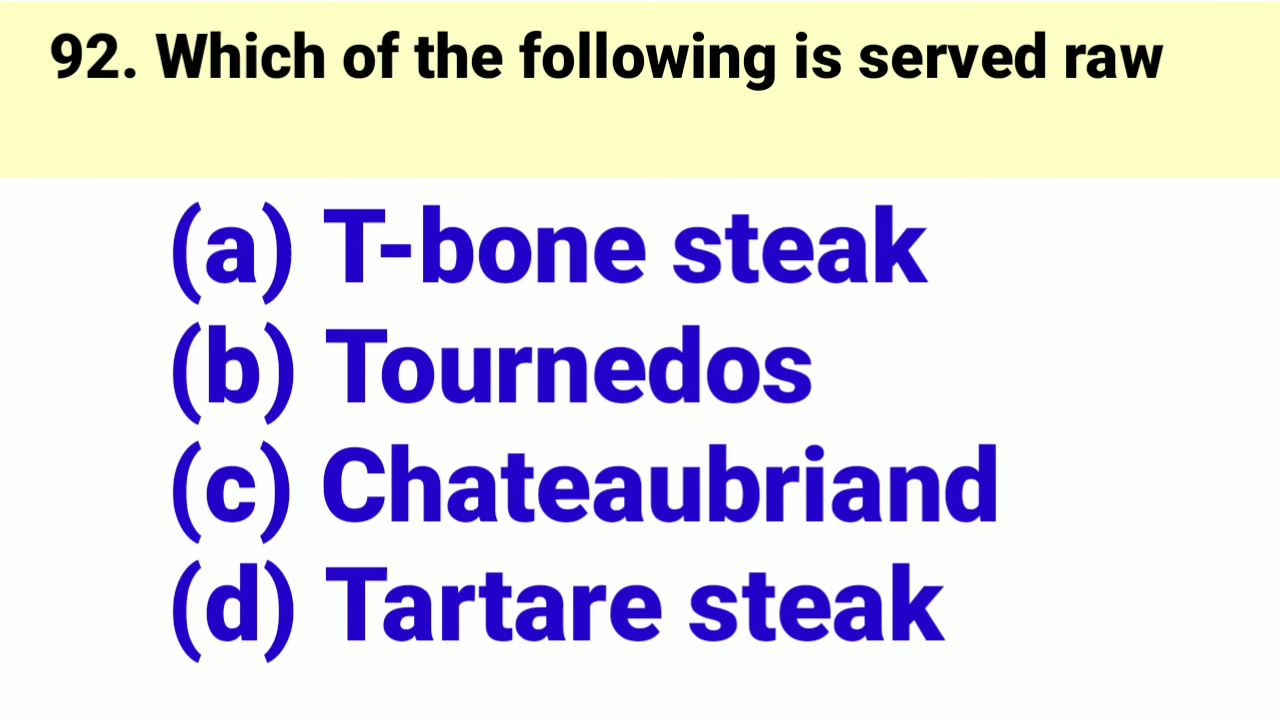 92. Which of the following is served raw
(a) T-bone steak
(b) Tournedos
(c) Chateaubriand
(d) Tartare steak